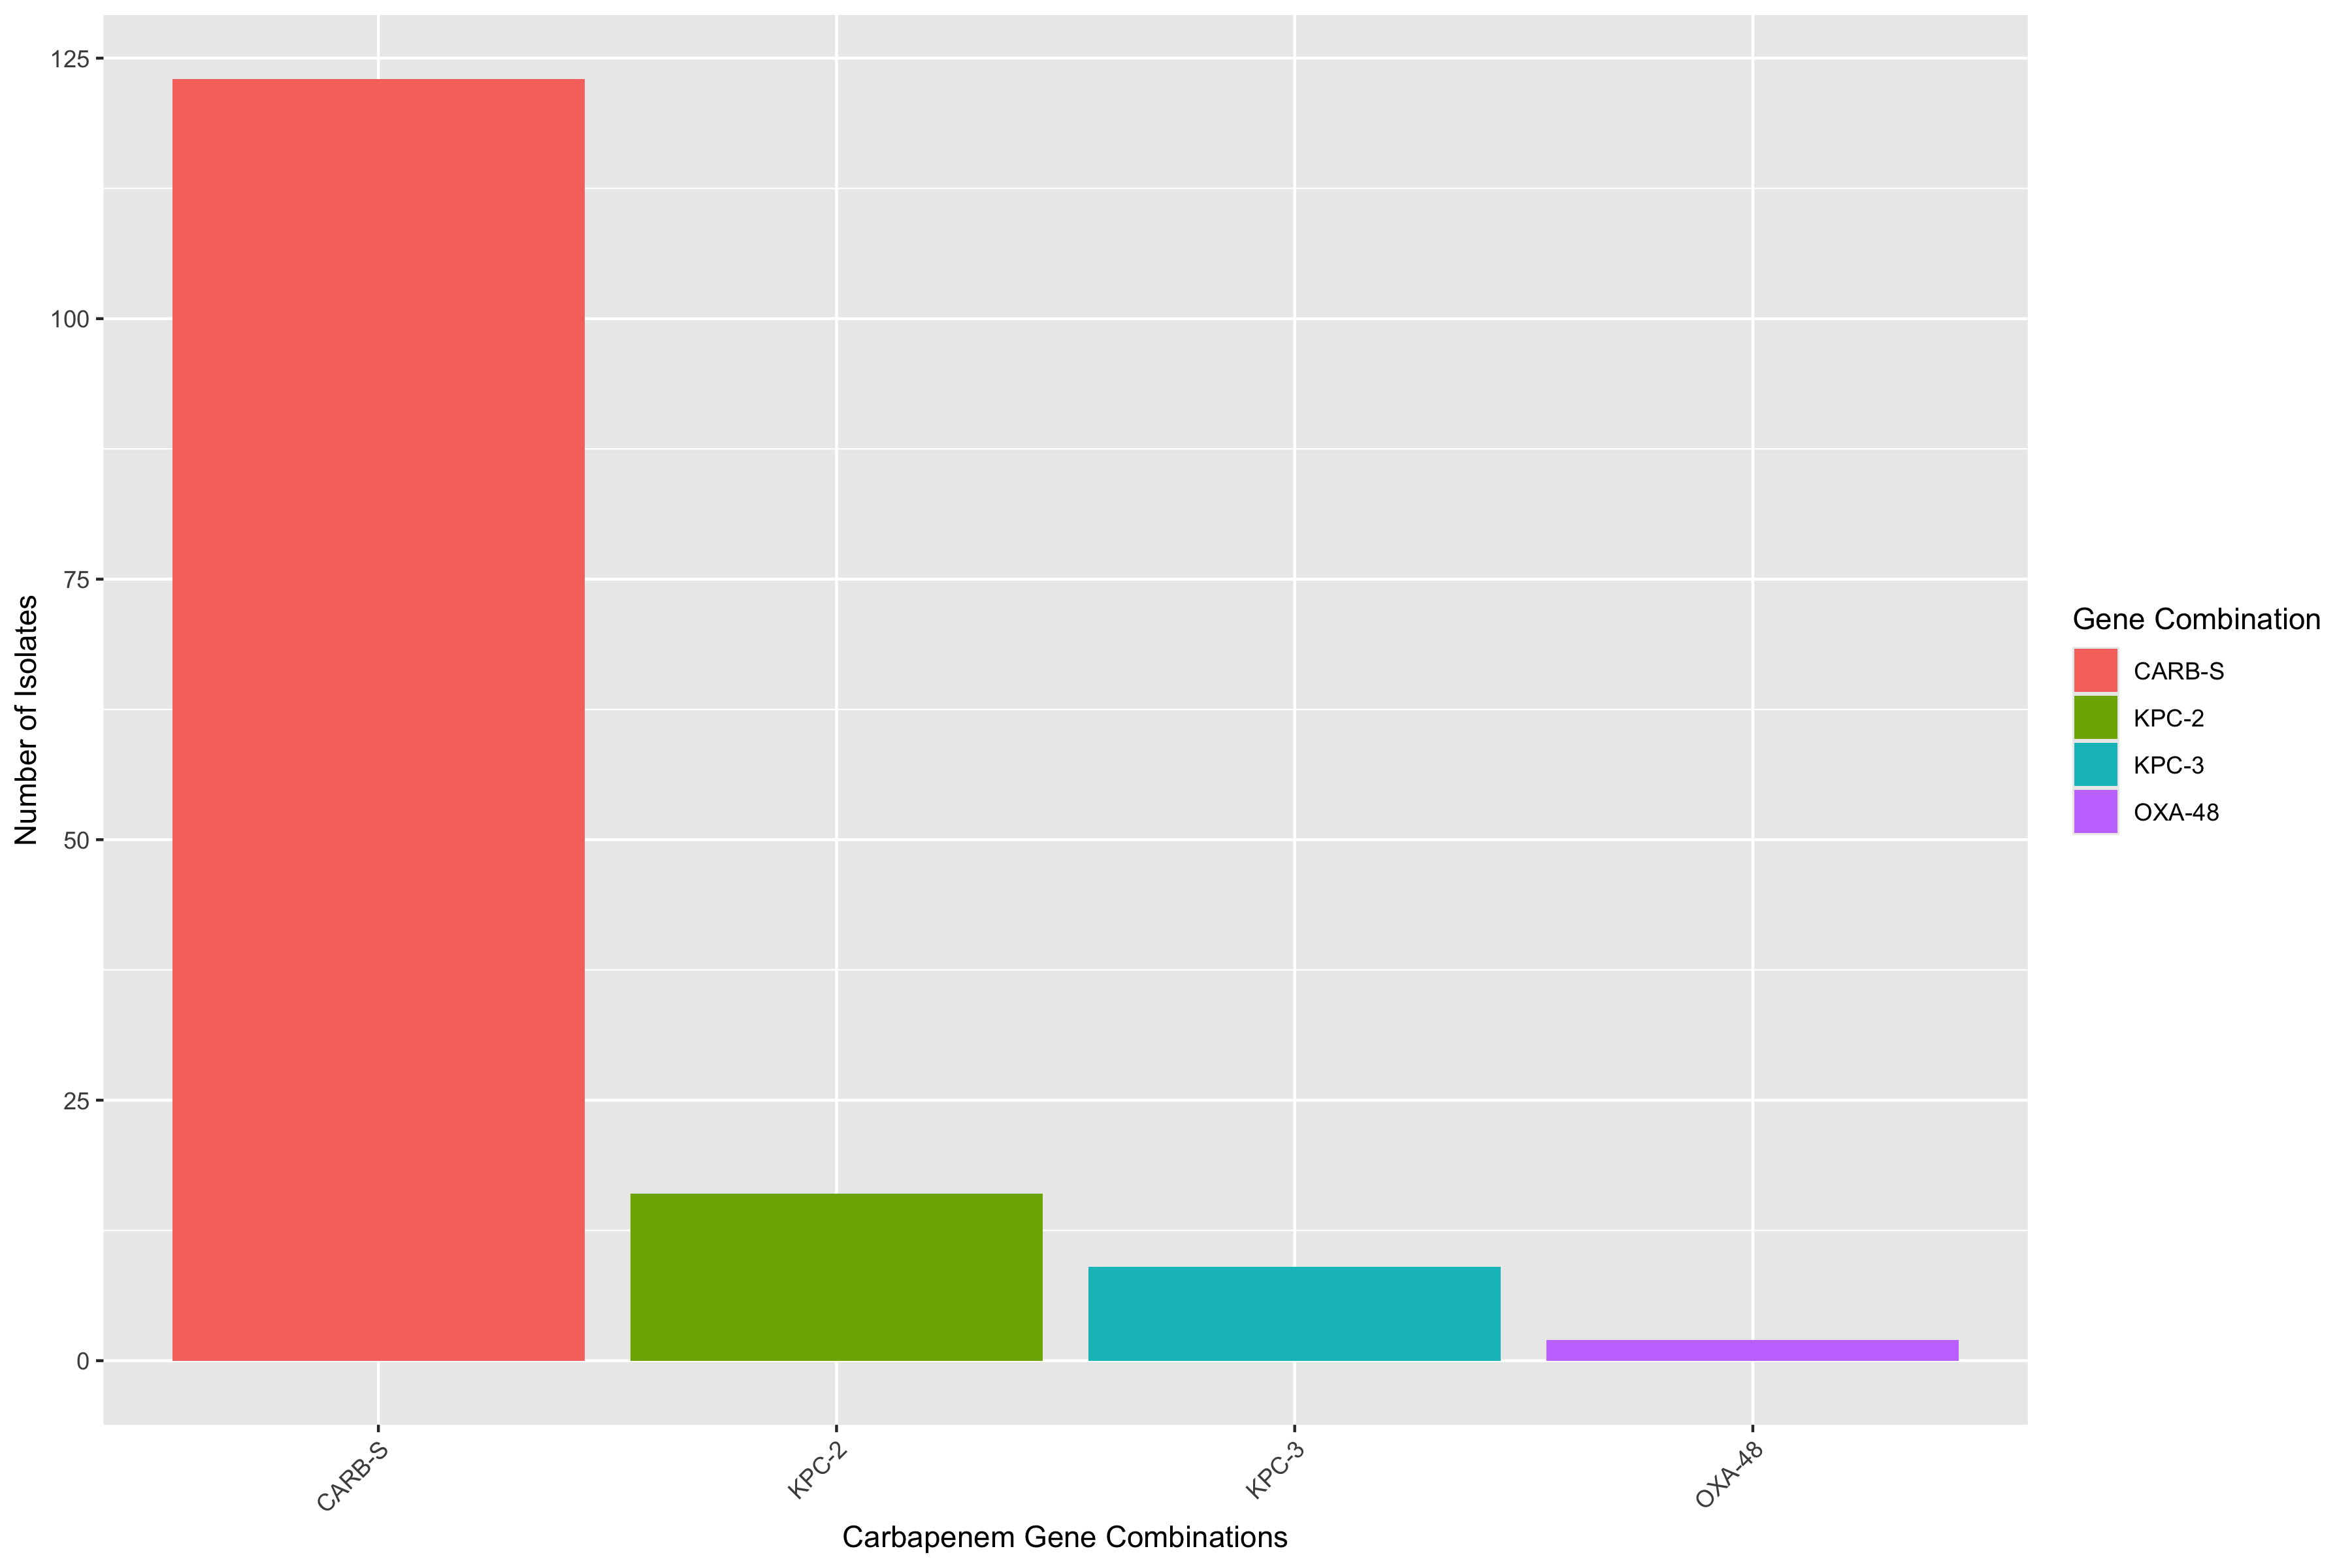 125
100
75
50
25
0
Number of Isolates
CARB-S
KPC-2
KPC-3
OXA-48
Carbapenem Gene Combinations
Gene Combination
CARB-S
KPC-2
KPC-3
OXA-48